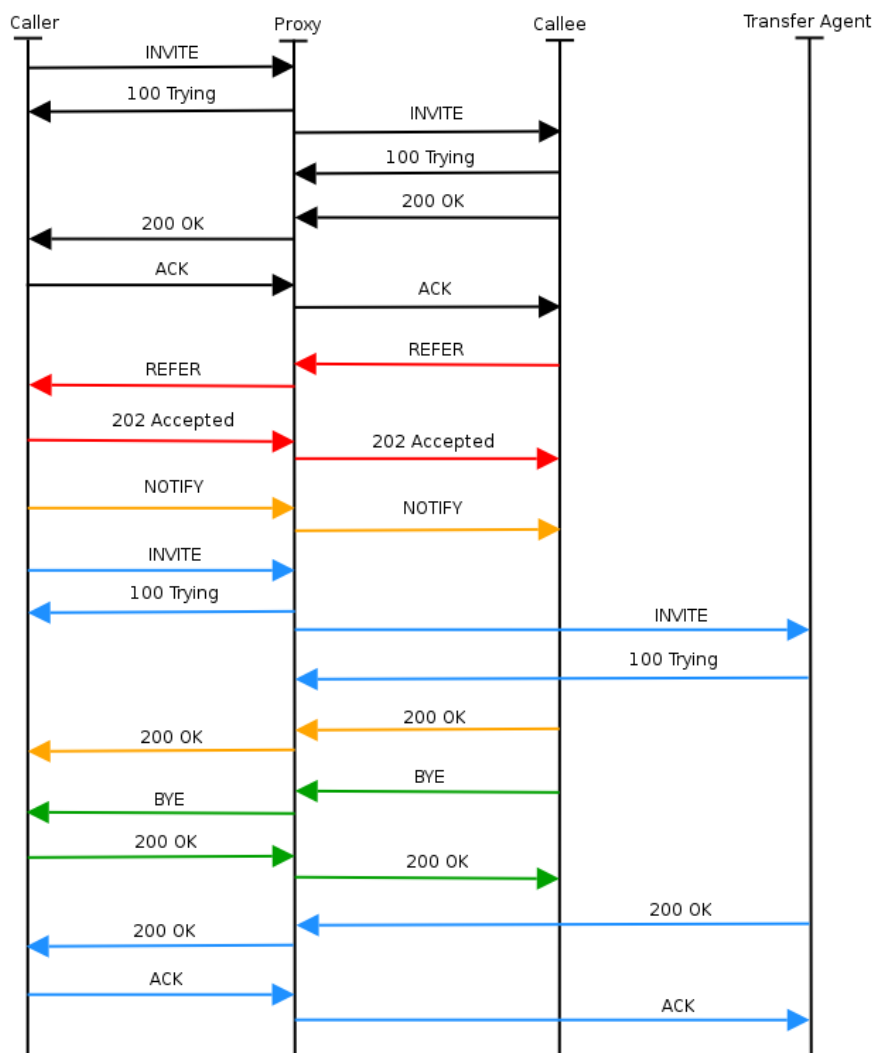 Caller
Proxy
Callee
Transfer Agent
INVITE
100 Trying
INVITE
100 Trying
200 OK
200 OK
ACK
ACK
REFER
REFER
202 Accepted
202 Accepted
NOTIFY
NOTIFY
INVITE
100 Trying
INVITE
100 Trying
200 OK
200 OK
BYE
BYE
200 OK
200 OK
200 OK
200 OK
ACK
ACK